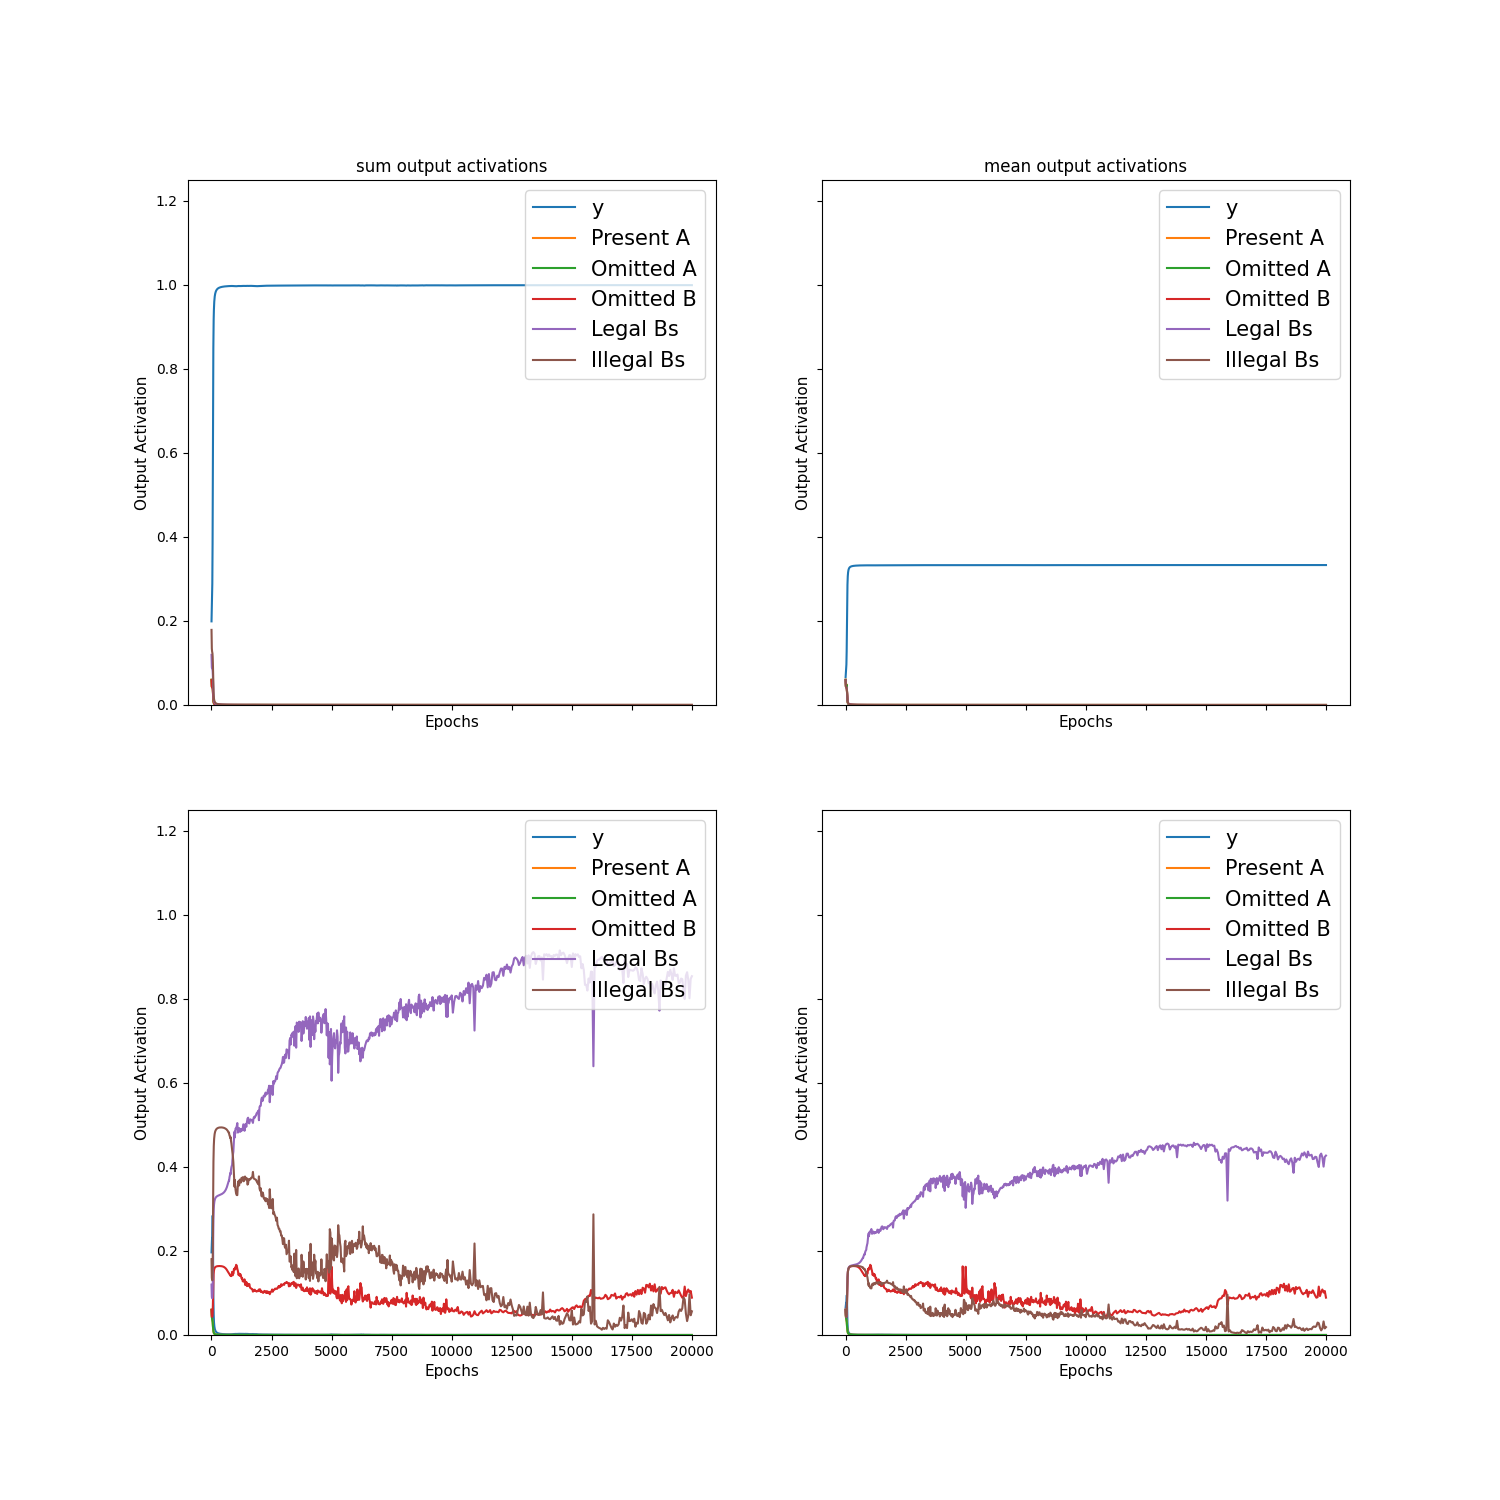 sum output activations
mean output activations
1.2
1.0
0.8
0.6
0.4
0.2
0.0
Output Activation
Epochs
y
Present A
Omitted A
Omitted B
Legal Bs
Illegal Bs
Output Activation
Epochs
y
Present A
Omitted A
Omitted B
Legal Bs
Illegal Bs
1.2
1.0
0.8
0.6
0.4
0.2
0.0
Output Activation
0 2500 5000 7500 10000 12500 15000 17500 20000
Epochs
y
Present A
Omitted A
Omitted B
Legal Bs
Illegal Bs
Output Activation
0 2500 5000 7500 10000 12500 15000 17500 20000
Epochs
y
Present A
Omitted A
Omitted B
Legal Bs
Illegal Bs